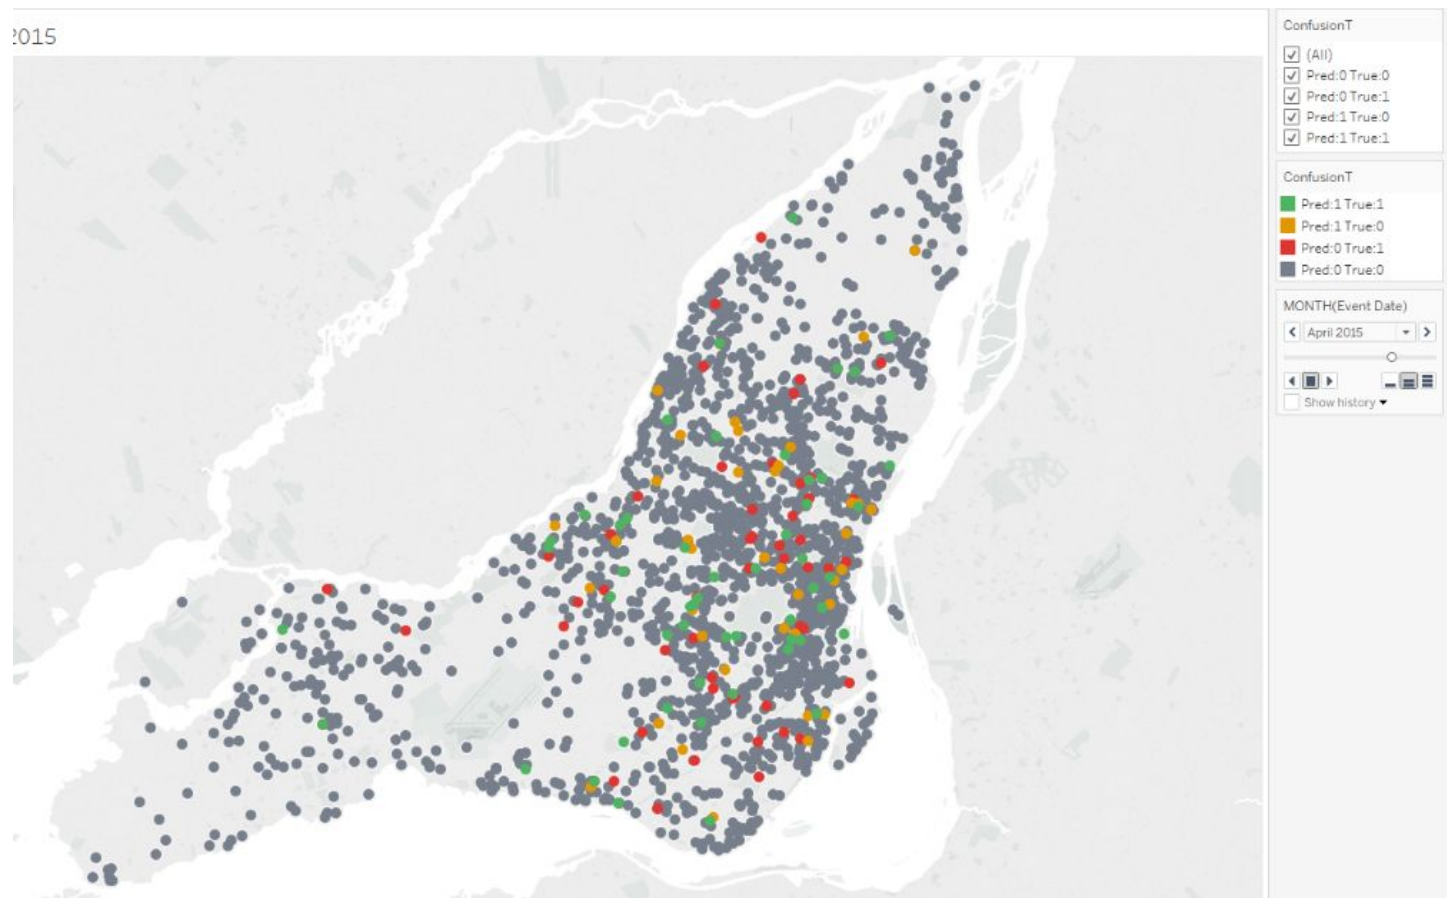 2015
ConfusionT
(All)
Pred:0 True:0
Pred:0 True:1
Pred:1 True:0
Pred:1 True:1
ConfusionT
Pred:1 True:1
Pred:1 True:0
Pred:0 True:1
Pred:0 True:0
MONTH(Event Date)
April 2015
Show history